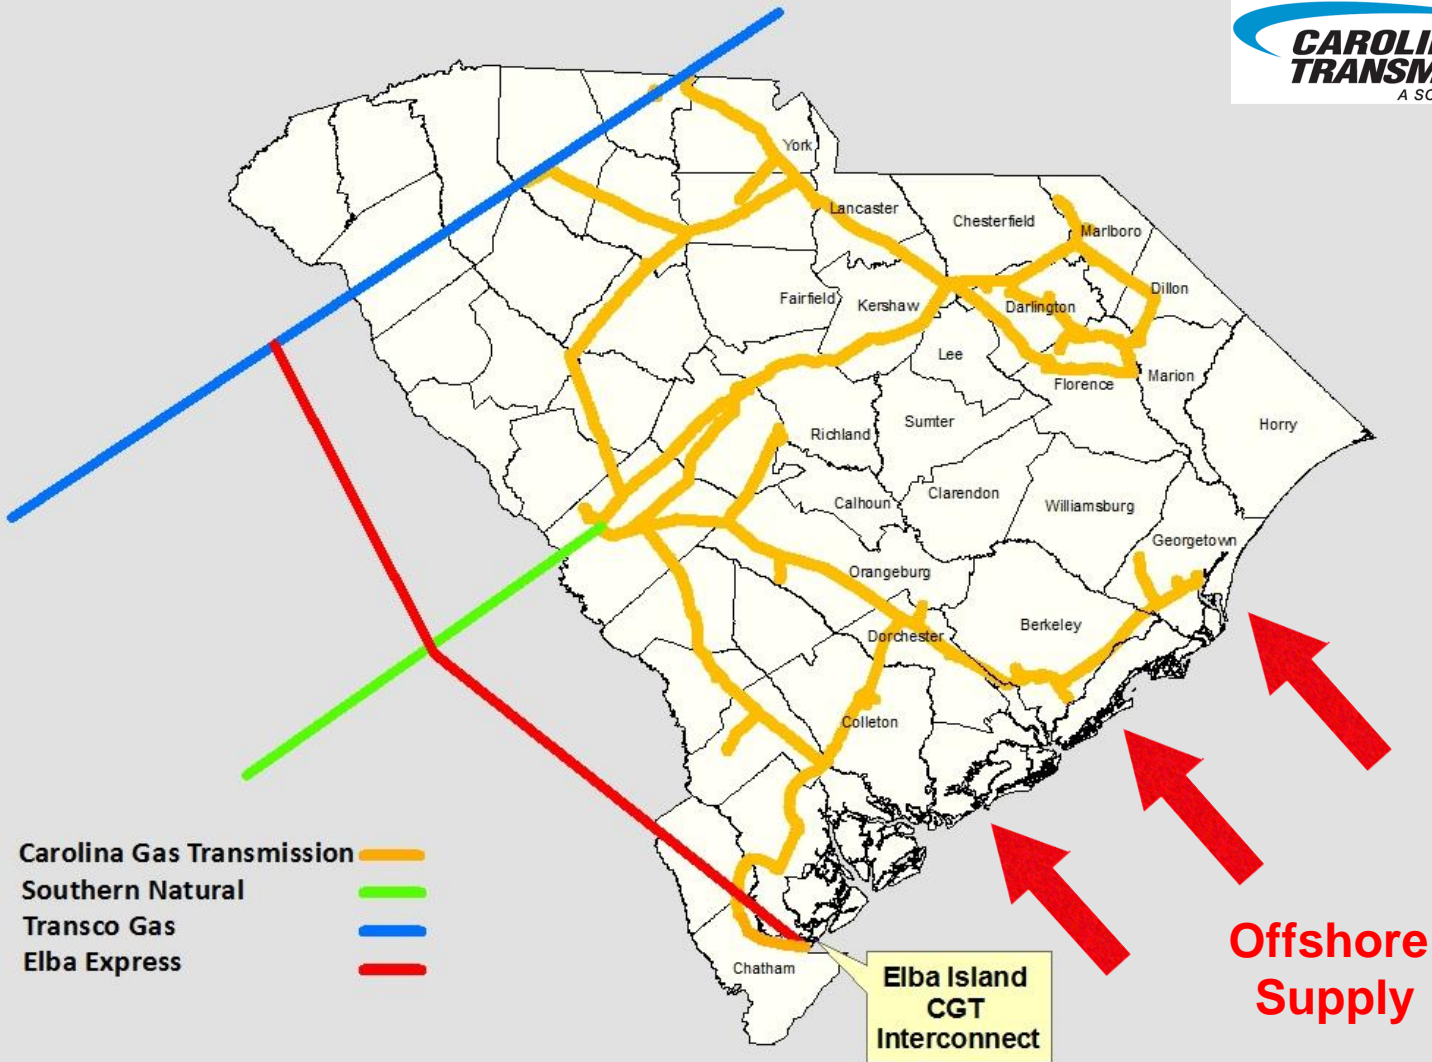 CAROLI
TRANSM
A SC
York
Lancaster
Chesterfield
Marlboro
Dillon
Fairfield
Kershaw
Darlington
Lee
Florence
Marion
Horry
Richland
Sumter
Calhoun
Clarendon
Williamsburg
Georgetown
Orangeburg
Berkeley
Dorchester
Colleton
Carolina Gas Transmission
Southern Natural
Transco Gas
Elba Express
Chatham
Elba Island
CGT
Interconnect
Offshore
Supply